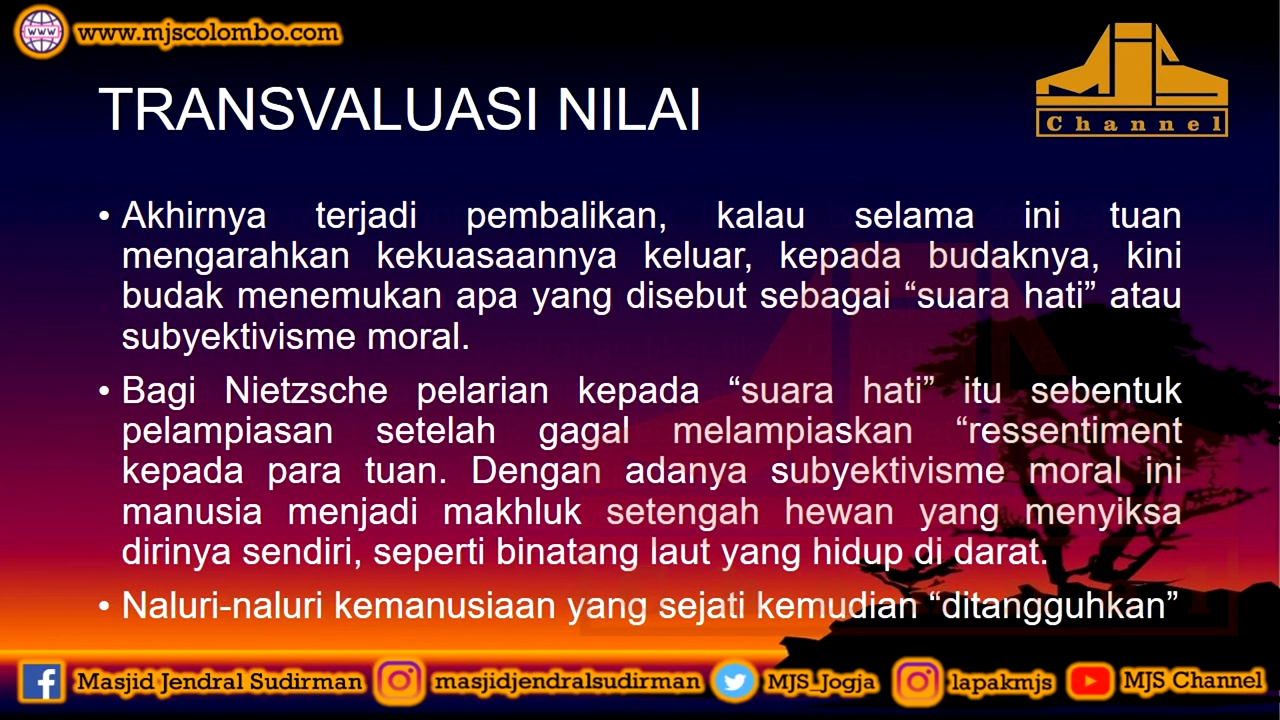 www.mjscolombo.com
MJS
Channel
TRANSVALUASI NILAI
• Akhirnya terjadi pembalikan, kalau selama ini tuan
mengarahkan kekuasaannya keluar, kepada budaknya, kini
budak menemukan apa yang disebut sebagai “suara hati” atau
subyektivisme moral.
• Bagi Nietzsche pelarian kepada “suara hati” itu sebentuk
pelampiasan setelah gagal melampiaskan “ressentiment
kepada para tuan. Dengan adanya subyektivisme moral ini
manusia menjadi makhluk setengah hewan yang menyiksa
dirinya sendiri, seperti binatang laut yang hidup di darat.
• Naluri-naluri kemanusiaan yang sejati kemudian “ditangguhkan”
Masjid Jendral Sudirman masjidjendralsudirman MJS_Jogja lapakmjs MJS Channel